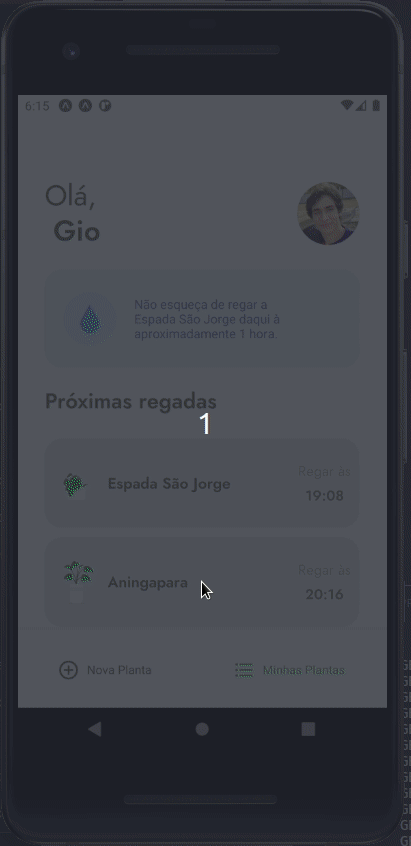 6:15
Olá,
Gio
Não esqueça de regar a
Espada São Jorge daqui à
aproximadamente 1 hora.
Próximas regadas
1
Espada São Jorge
Regar às
19:08
Aningapara
Regar às
20:16
Nova Planta
Minhas Plantas